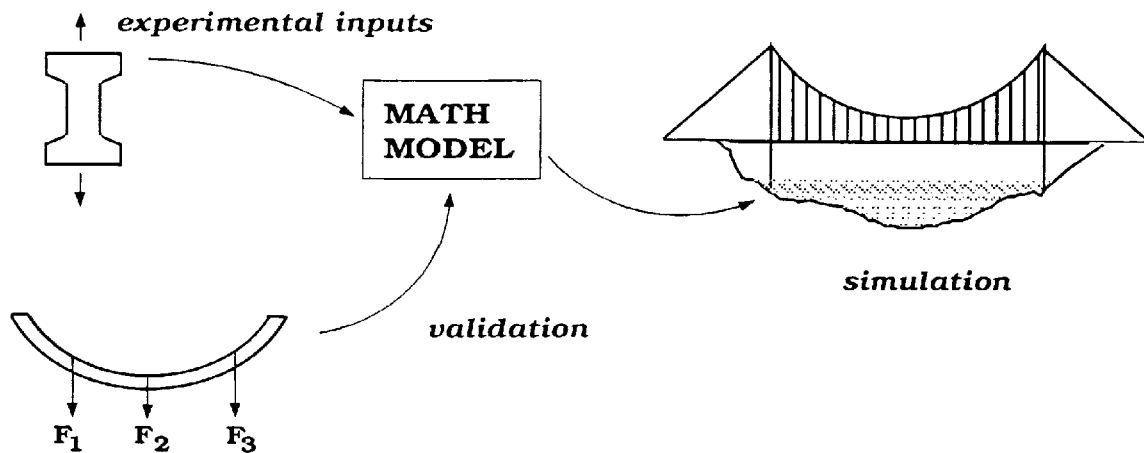 experimental inputs
MATH
MODEL
simulation
validation
F1 F2 F3